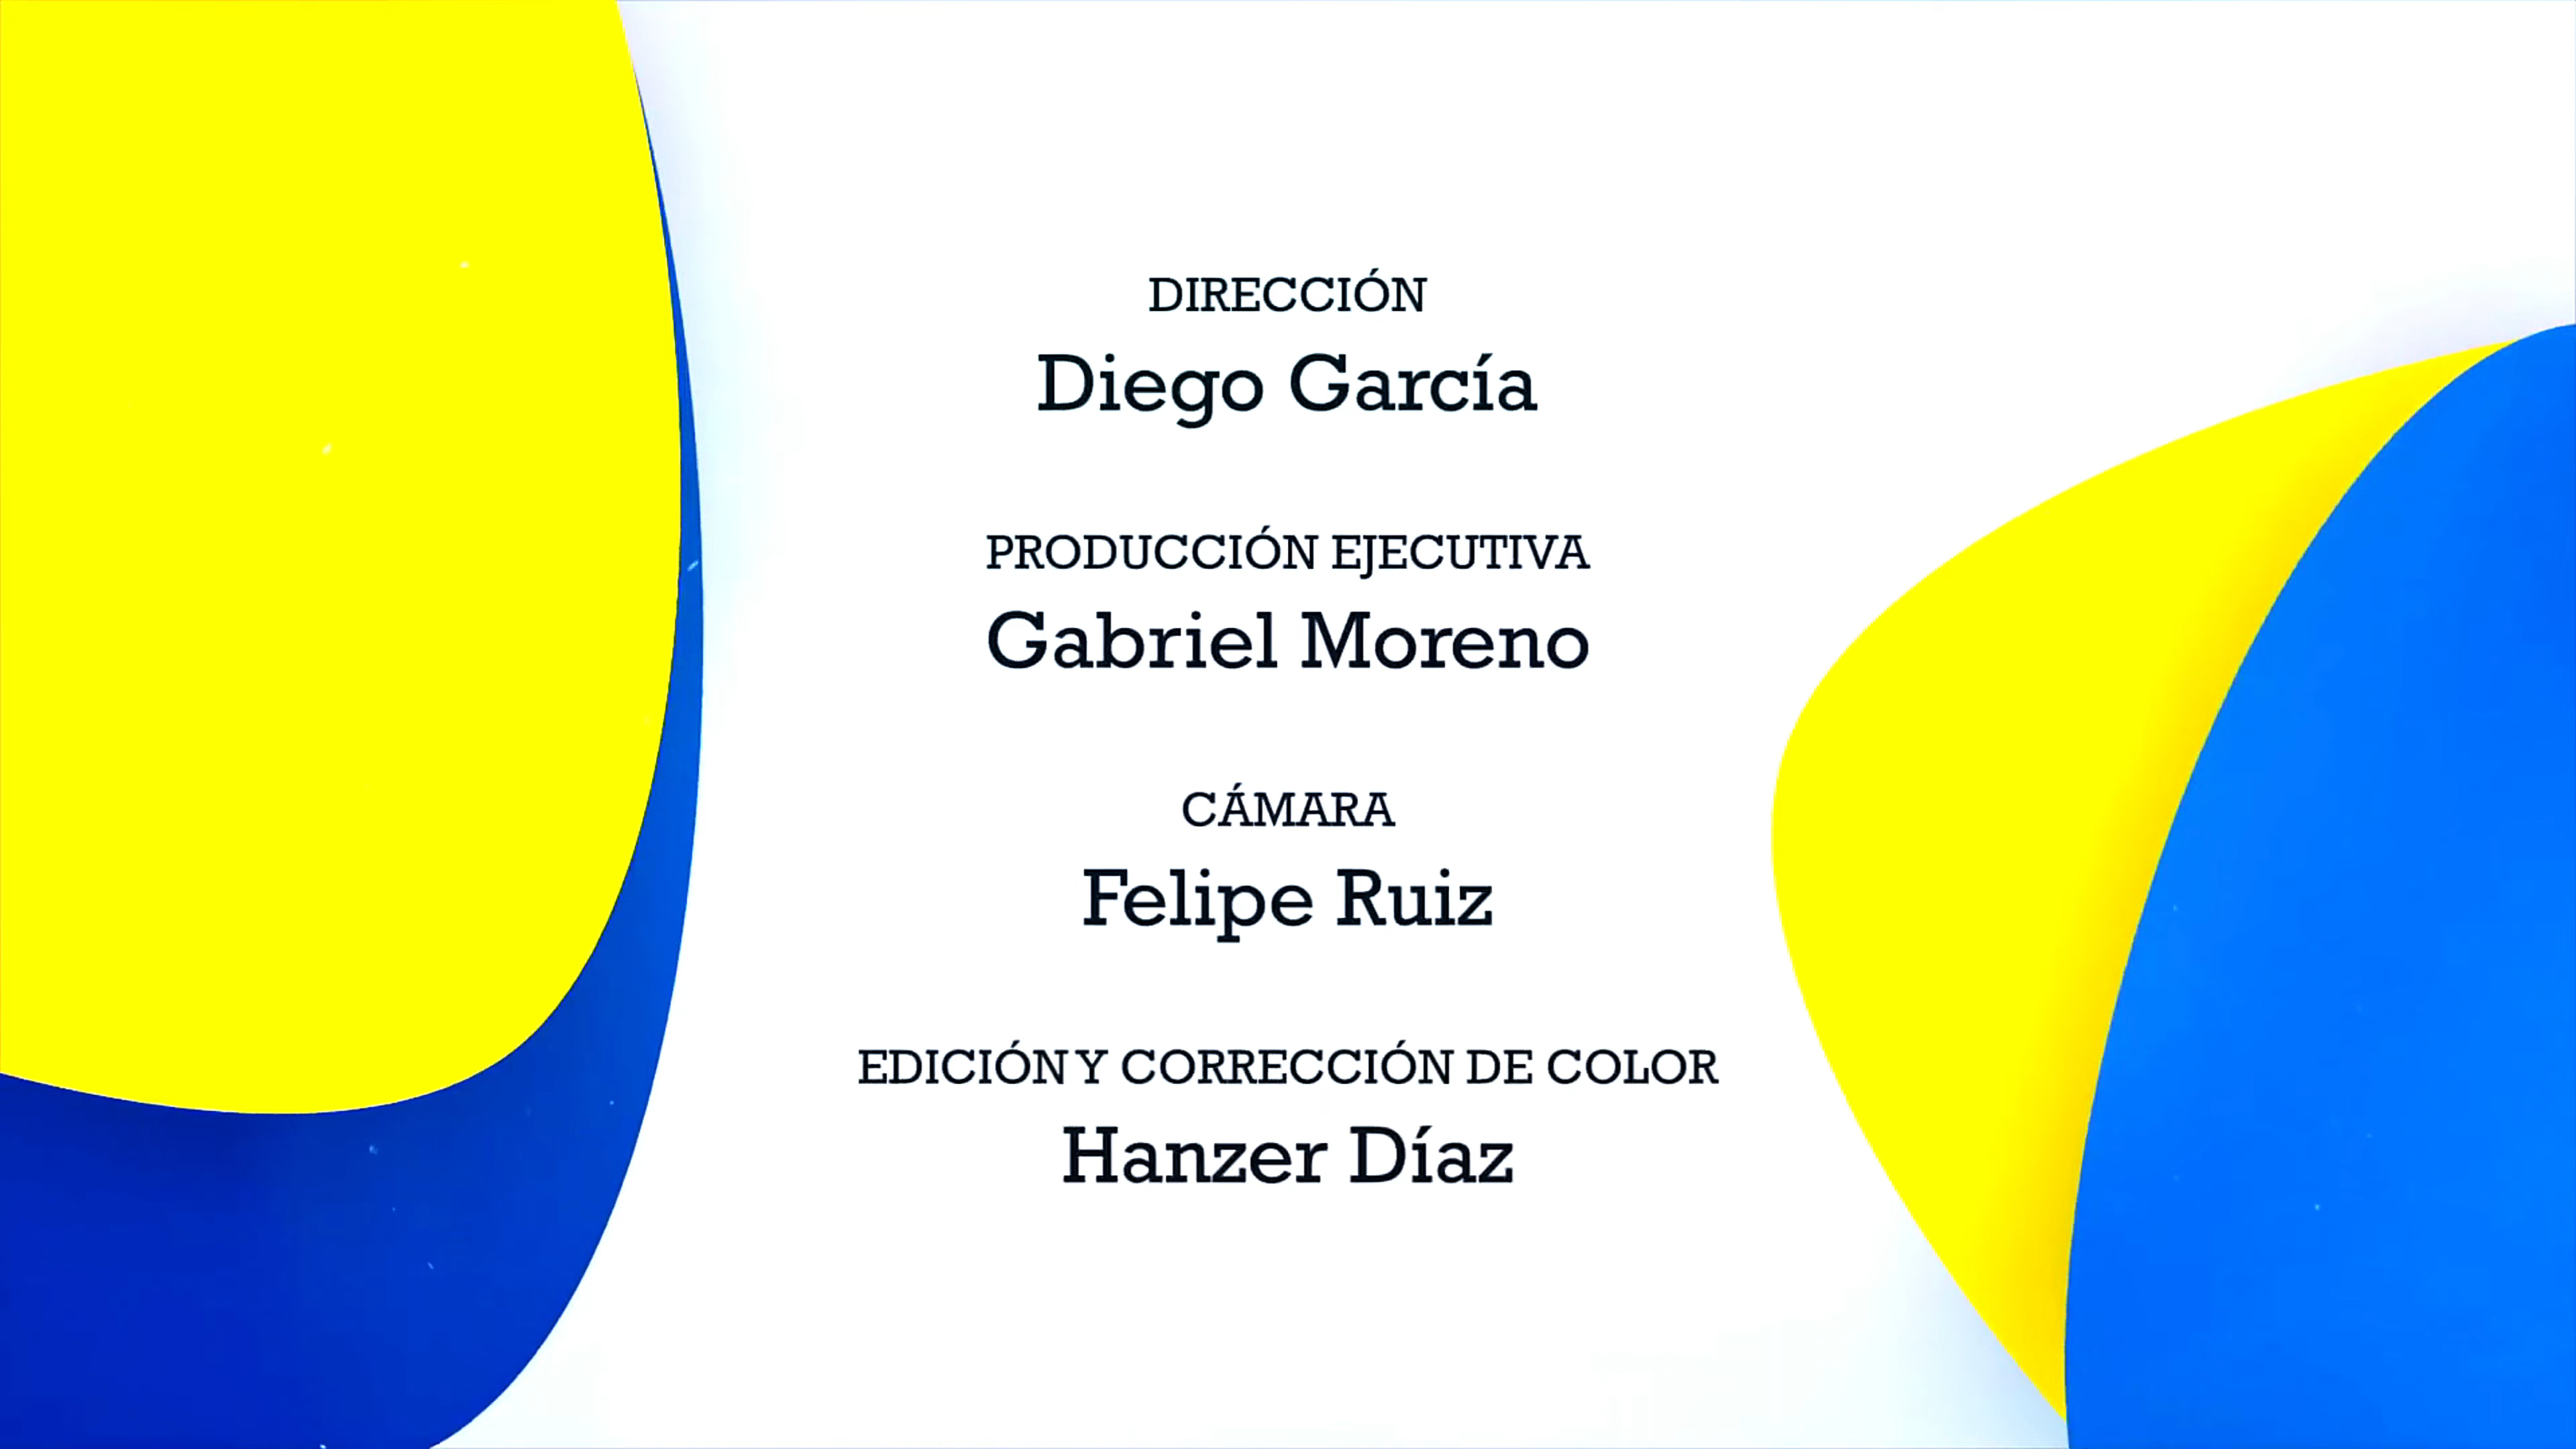 DIRECCIÓN
Diego García
PRODUCCIÓN EJECUTIVA
Gabriel Moreno
CÁMARA
Felipe Ruiz
EDICIÓN Y CORRECCIÓN DE COLOR
Hanzer Díaz